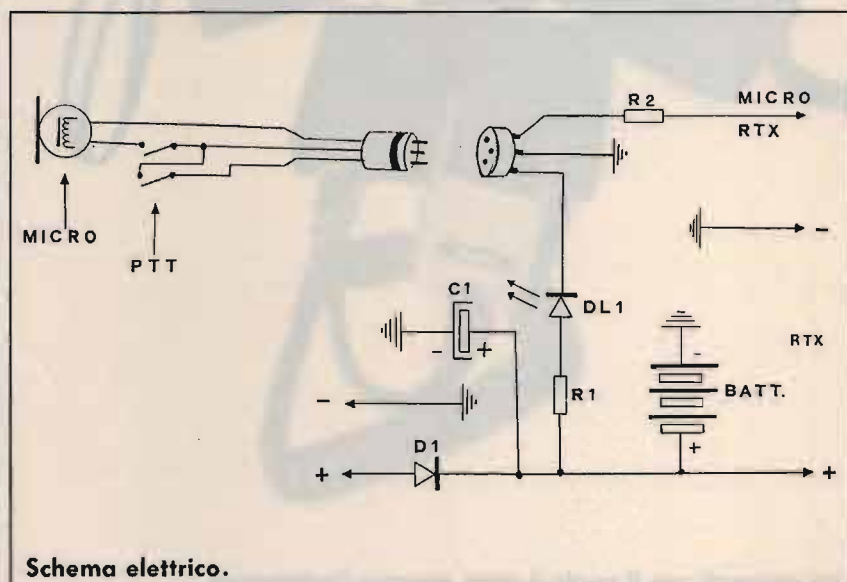 R2
MICRO
RTX
MICRO
PTT
-
C1
- +
DL1
-
RTX
R1
BATT.
-
D1
+
+
+
Schema elettrico.